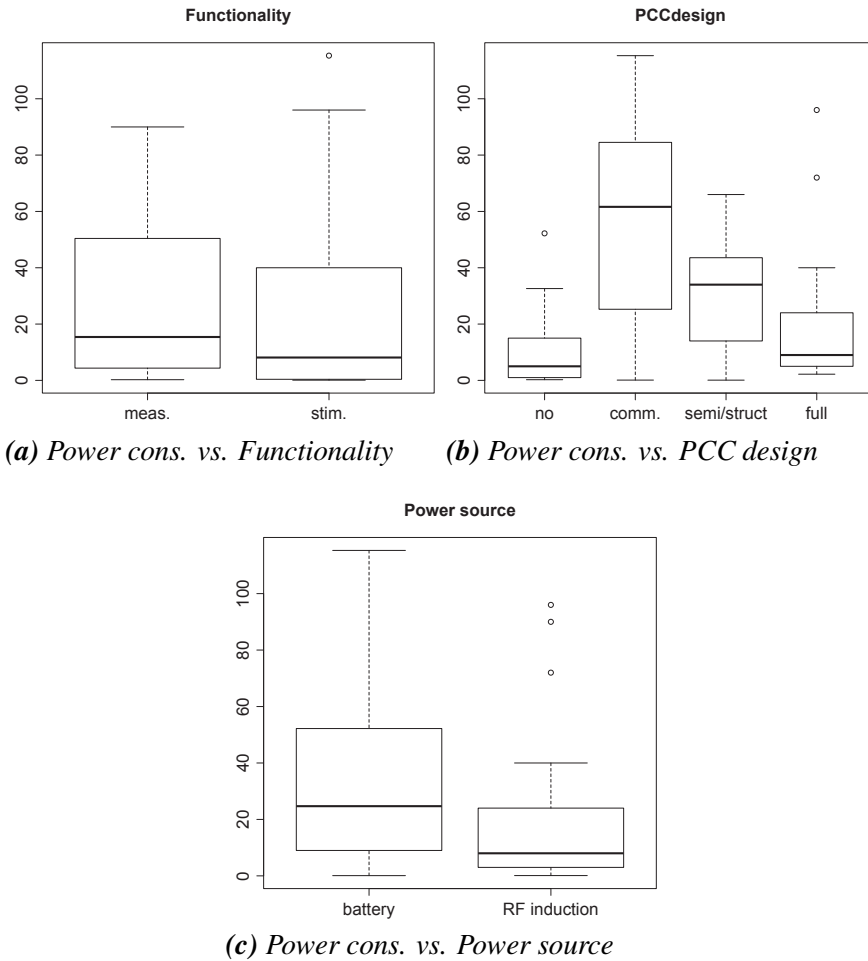 Functionality
PCCdesign
0 20 40 60 80 100
0 20 40 60 80 100
meas. stim.
no comm. semi/struct full
(a) Power cons. vs. Functionality
(b) Power cons. vs. PCC design
Power source
0 20 40 60 80 100
battery RF induction
(c) Power cons. vs. Power source